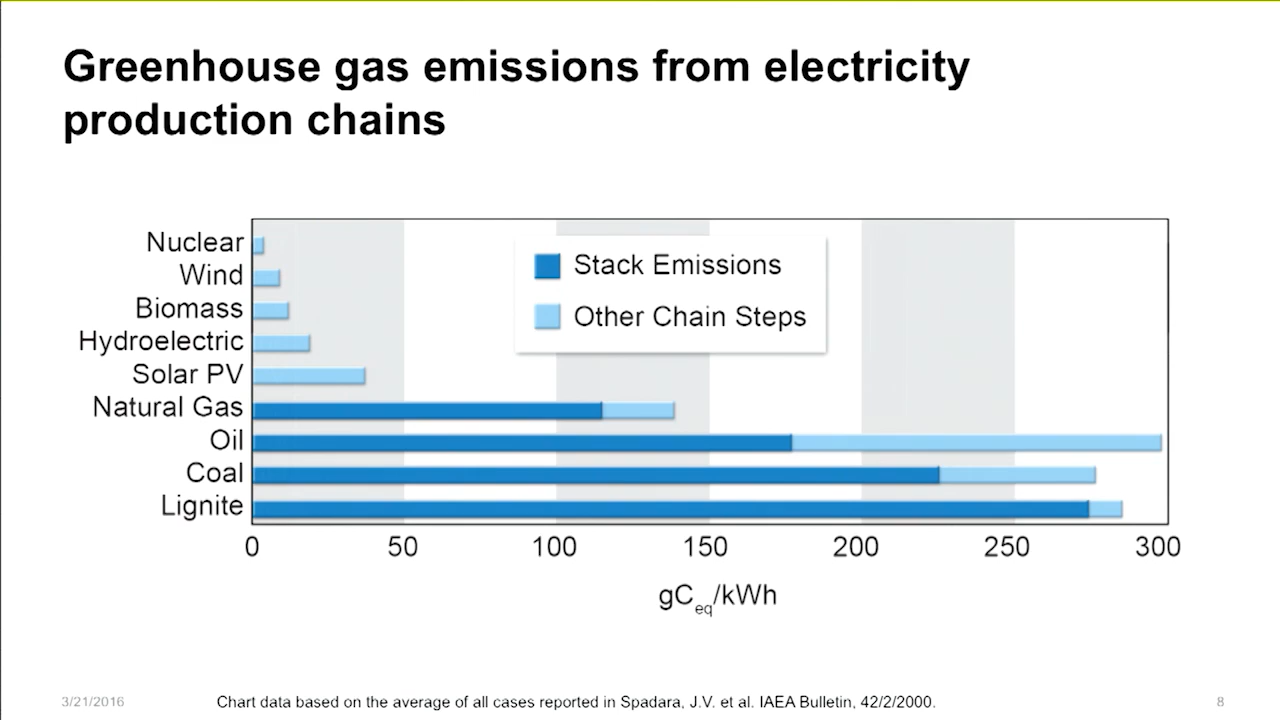 Greenhouse gas emissions from electricity
production chains
Nuclear
Wind
Biomass
Hydroelectric
Solar PV
Natural Gas
Oil
Coal
Lignite
Stack Emissions
Other Chain Steps
0 50 100 150 200 250 300
gCeq/kWh
3/21/2016 Chart data based on the average of all cases reported in Spadara, J.V. et al. IAEA Bulletin, 42/2/2000. 8